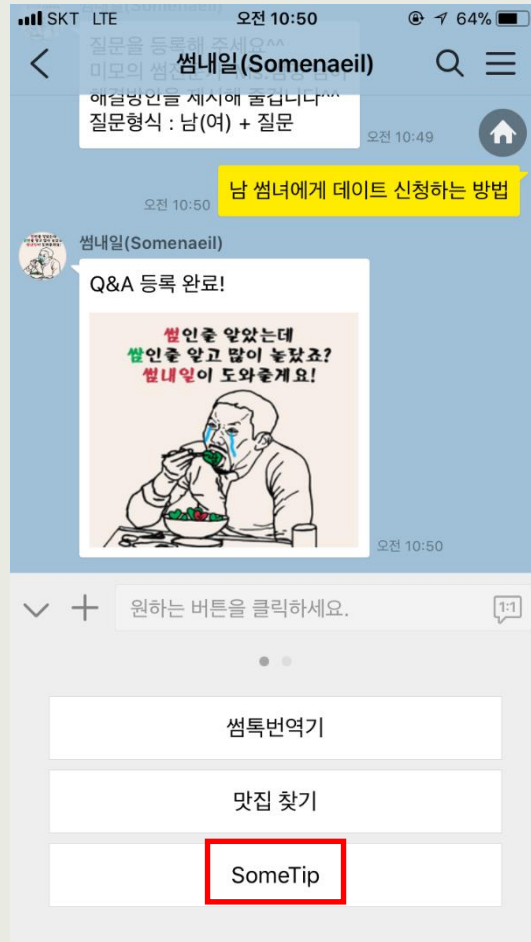 SKT LTE 오전 10:50 64%
질문을 등록해 주세요^^
썸내일(Somenaeil)
해결방안을 제시해 줄겁니다^^
질문형식 : 남(여) + 질문
오전 10:49
남 썸녀에게 데이트 신청하는 방법
오전 10:50
썸내일(Somenaeil)
Q&A 등록 완료!
썸인줄 알았는데
쌈인줄 알고 많이 놓쳤죠?
썸내일이 도와줄게요!
오전 10:50
원하는 버튼을 클릭하세요.
1:1
썸톡번역기
맛집 찾기
SomeTip